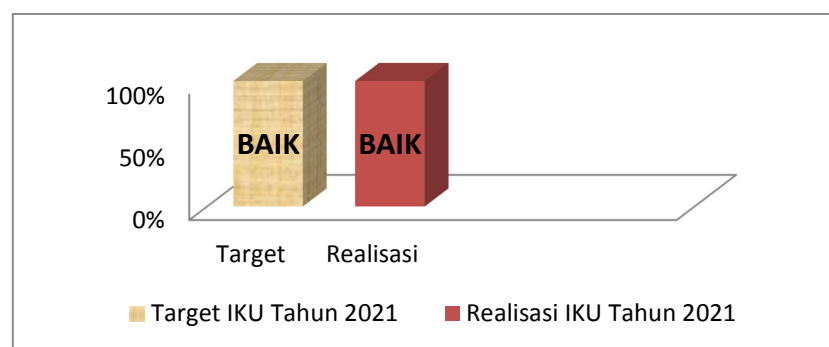 100%
50%
0%
BAIK
BAIK
Target
Realisasi
Target IKU Tahun 2021
Realisasi IKU Tahun 2021